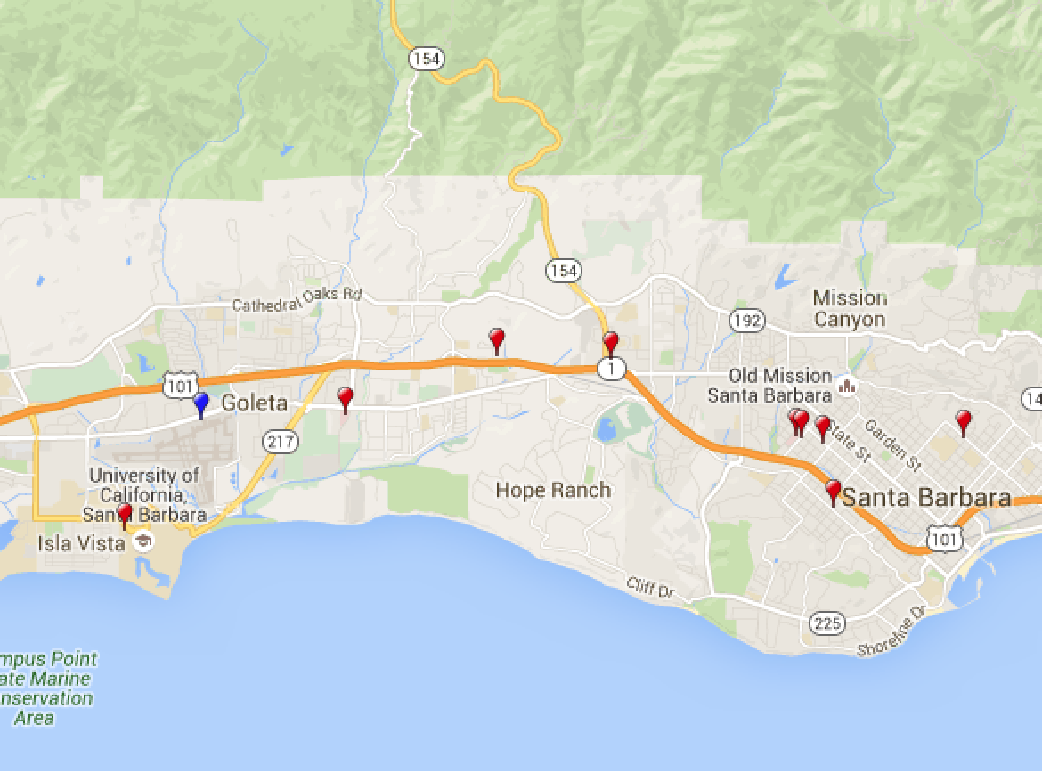 154
154
Cathedral Oaks Rd
Mission
Canyon
192
1
101
Old Mission
Santa Barbara
14
Goleta
Garden St
State St
217
University of
California,
Santa Barbara
Hope Ranch
Santa Barbara
Isla Vista
101
Cliff Dr
225
Shoreline Dr
mpus Point
ate Marine
nservation
Area